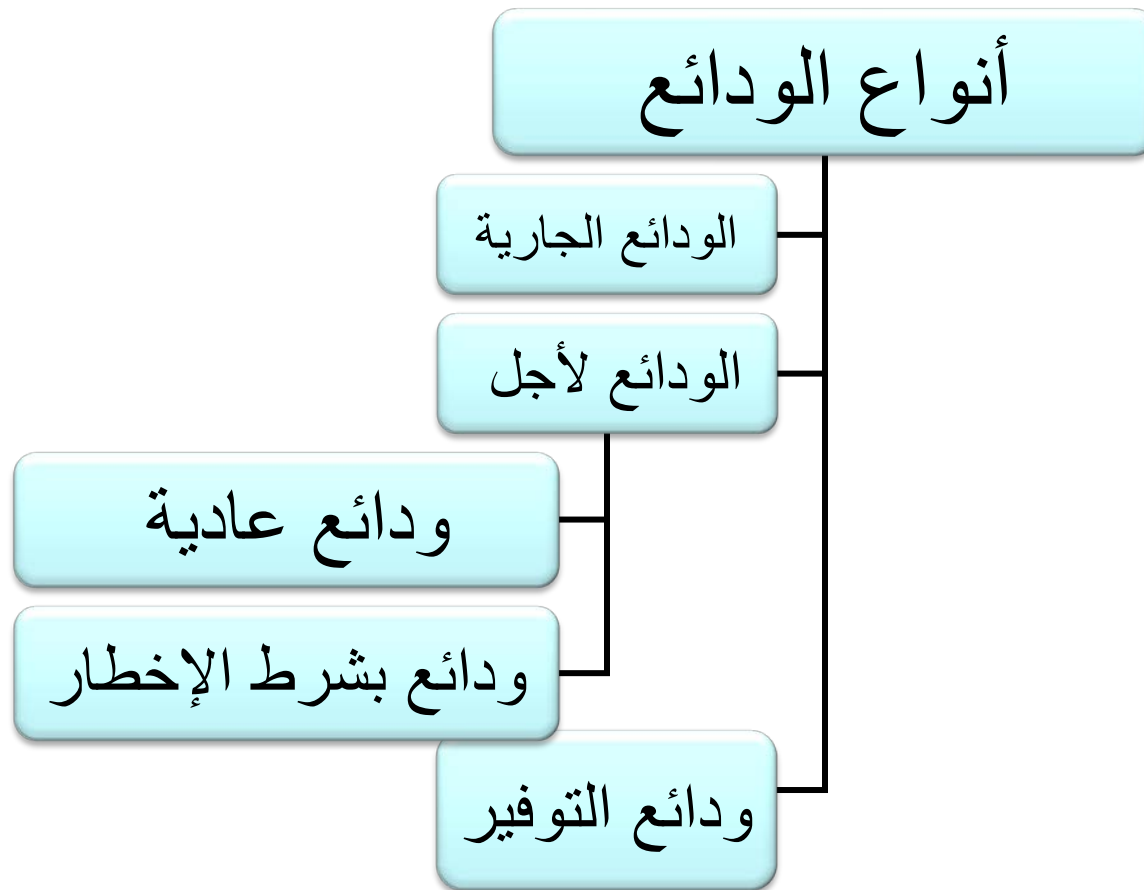 أنواع الودائع
الودائع الجارية
الودائع لأجل
ودائع عادية
ودائع بشرط الإخطار
ودائع التوفير